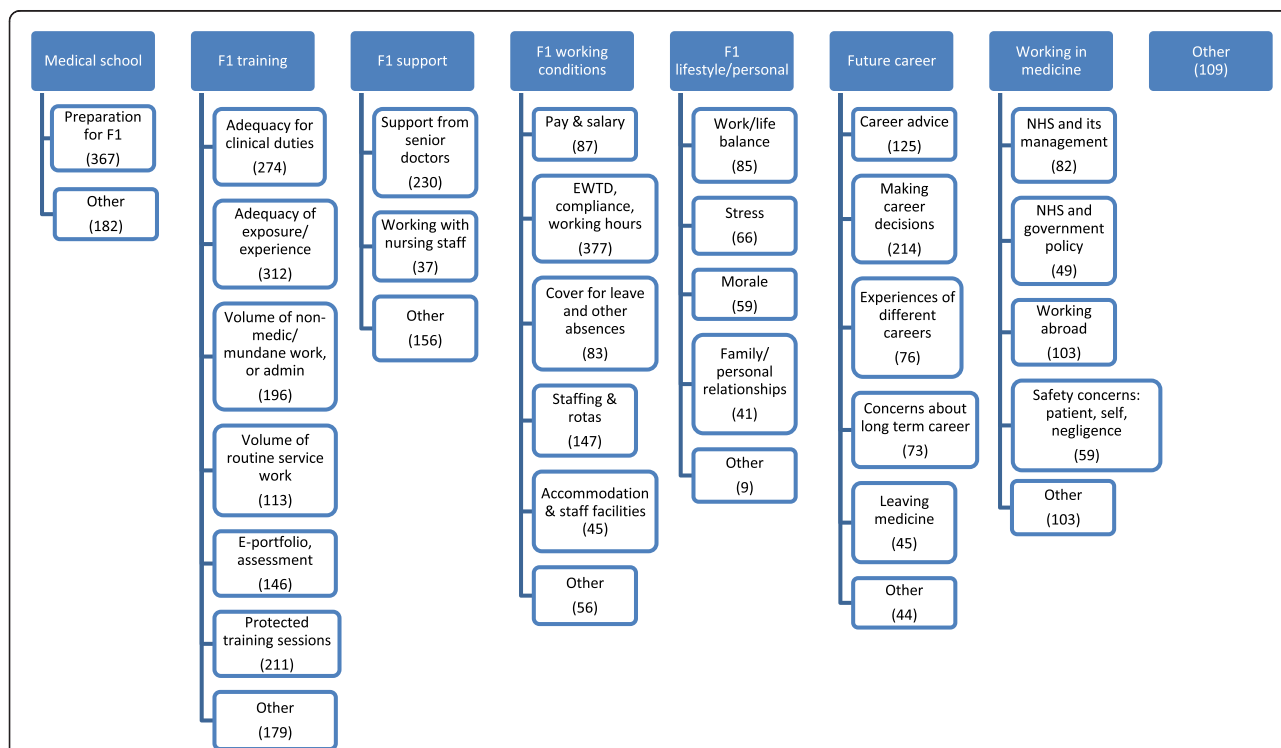 Medical school
Preparation
for F1
(367)
Other
(182)
F1 training
Adequacy for
clinical duties
(274)
Adequacy of
exposure/
experience
(312)
Volume of non-
medic/
mundane work,
or admin
(196)
Volume of
routine service
work
(113)
E-portfolio,
assessment
(146)
Protected
training sessions
(211)
Other
(179)
F1 support
Support from
senior
doctors
(230)
Working with
nursing staff
(37)
Other
(156)
F1 working
conditions
Pay & salary
(87)
EWTD,
compliance,
working hours
(377)
Cover for leave
and other
absences
(83)
Staffing &
rotas
(147)
Accommodation
& staff facilities
(45)
Other
(56)
F1
lifestyle/personal
Work/life
balance
(85)
Stress
(66)
Morale
(59)
Family/
personal
relationships
(41)
Other
(9)
Future career
Career advice
(125)
Making
career
decisions
(214)
Experiences of
different
careers
(76)
Concerns about
long term career
(73)
Leaving
medicine
(45)
Other
(44)
Working in
medicine
NHS and its
management
(82)
NHS and
government
policy
(49)
Working
abroad
(103)
Safety concerns:
patient, self,
negligence
(59)
Other
(103)
Other
(109)